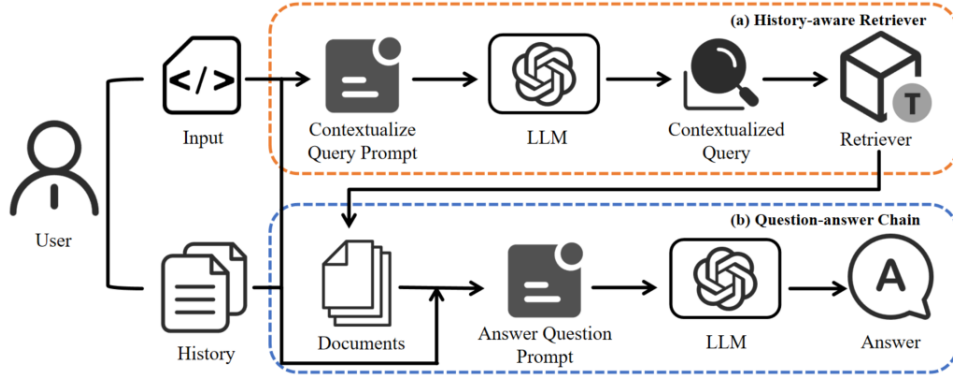 (a) History-aware Retriever
</>
Input
Contextualize
Query Prompt
LLM
Contextualized
Query
T
Retriever
User
(b) Question-answer Chain
History
Documents
Answer Question
Prompt
LLM
A
Answer